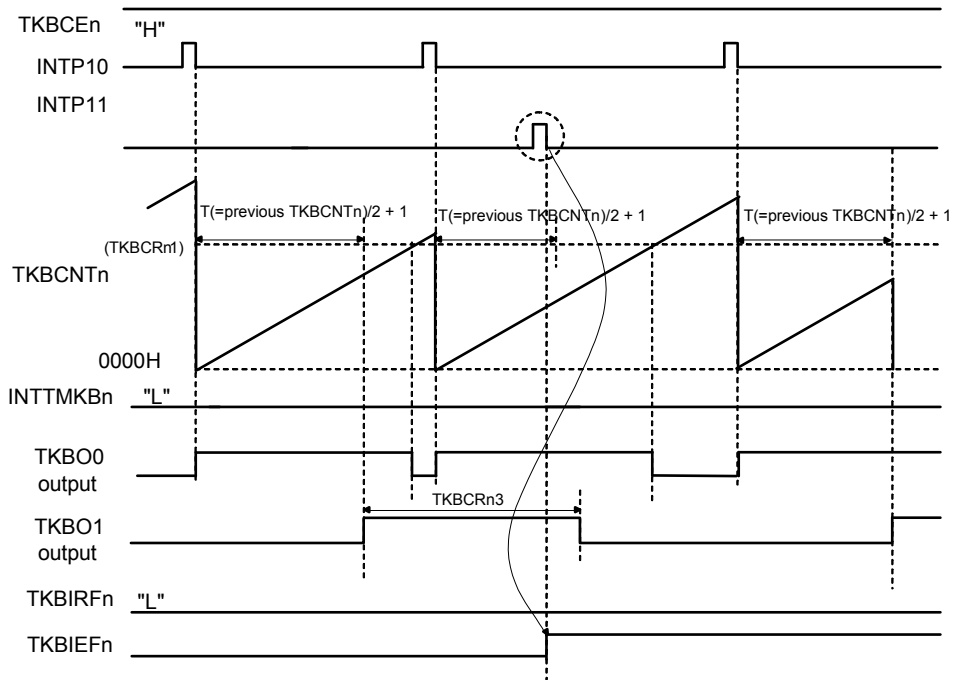 TKBCEn "H"
INTP10
INTP11
T(=previous TKBCNTn)/2 + 1 T(=previous TKBCNTn)/2 + 1 T(=previous TKBCNTn)/2 + 1
(TKBCRn1)
TKBCNTn
0000H
INTTMKBn "L"
TKBO0
output
TKBCRn3
TKBO1
output
TKBIRFn "L"
TKBIEFn